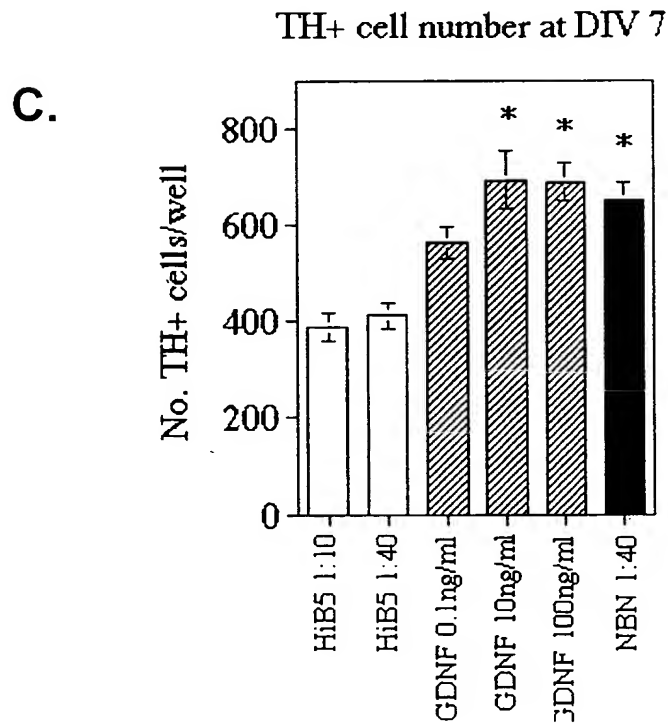 TH+ cell number at DIV 7
C.
No. TH+ cells/well
800
600
400
200
0
*
*
*
HiB5 1:10
HiB5 1:40
GDNF 0.1ng/ml
GDNF 10ng/ml
GDNF 100ng/ml
NBN 1:40